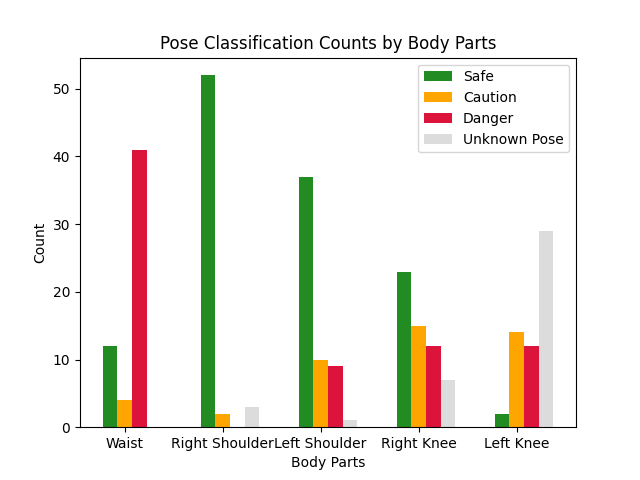 Pose Classification Counts by Body Parts
Safe
Caution
Danger
Unknown Pose
50
40
30
20
10
0
Count
Waist
Right Shoulder
Left Shoulder
Right Knee
Left Knee
Body Parts